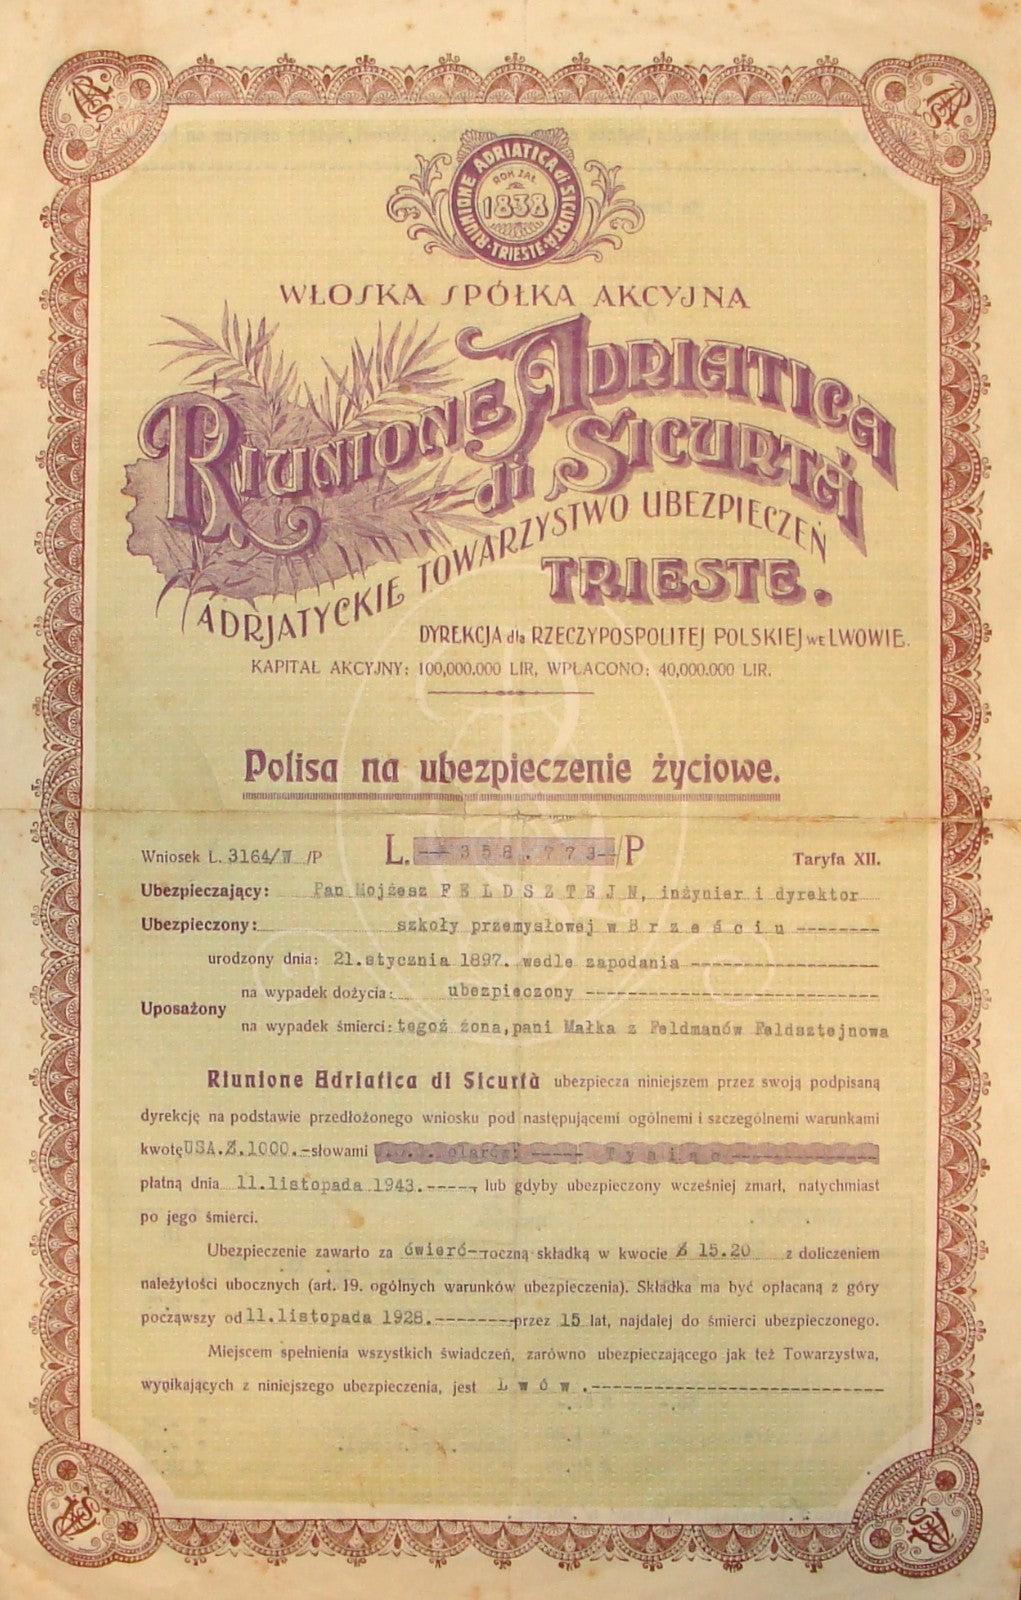 RIUNIONE ADRIATICA di SICURTÀ
ROK ZAŁ.
1838
TRIESTE
WŁOSKA SPÓŁKA AKCYJNA
RIUNIONE ADRIATICA
di SICURTÀ
ADRJATYCKIE TOWARZYSTWO UBEZPIECZEŃ
TRIESTE.
DYREKCJA dla RZECZYPOSPOLITEJ POLSKIEJ WE LWOWIE.
KAPITAŁ AKCYJNY: 100,000.000 LIR, WPŁACONO: 40,000.000 LIR.
Polisa na ubezpieczenie życiowe.
Wniosek L. 3164/W /P L. 358.773 /P Taryfa XII.
Ubezpieczający: Pan Mojżesz FELDSZTEJN, inżynier i dyrektor
Ubezpieczony: szkoły przemysłowej w Brześciu
urodzony dnia: 21.stycznia 1897. wedle zapodania
na wypadek dożycia: ubezpieczony
Uposażony
na wypadek śmierci: tegoż żona, pani Małka z Feldmanów Feldsztejnowa
Riunione Adriatica di Sicurtà ubezpiecza niniejszem przez swoją podpisaną
dyrekcję na podstawie przedłożonego wniosku pod następującemi ogólnemi i szczególnemi warunkami
kwotę USA.$.1000.- słowami Tysiąc
płatną dnia 11.listopada 1943.-----, lub gdyby ubezpieczony wcześniej zmarł, natychmiast
po jego śmierci.
Ubezpieczenie zawarto za ćwierć-roczną składką w kwocie $ 15.20 z doliczeniem
należytości ubocznych (art. 19. ogólnych warunków ubezpieczenia). Składka ma być opłacaną z góry
począwszy od 11.listopada 1928.-------- przez 15 lat, najdalej do śmierci ubezpieczonego.
Miejscem spełnienia wszystkich świadczeń, zarówno ubezpieczającego jak też Towarzystwa,
wynikających z niniejszego ubezpieczenia, jest Lwów.